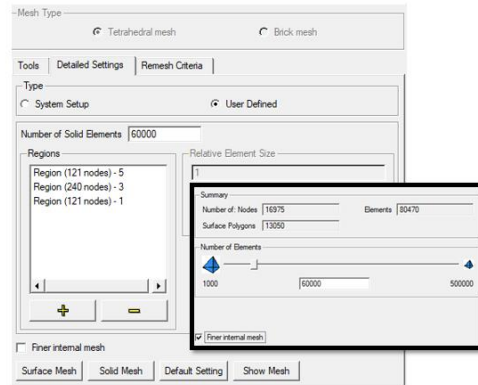 Mesh Type
Tetrahedral mesh Brick mesh
Tools Detailed Settings Remesh Criteria
Type
System Setup User Defined
Number of Solid Elements 60000
Regions
Region (121 nodes) - 5
Region (240 nodes) - 3
Region (121 nodes) - 1
Relative Element Size
1
Summary
Number of: Nodes 16975 Elements 80470
Surface Polygons 13050
Number of Elements
1000 60000 500000
Finer internal mesh
Finer internal mesh
Surface Mesh Solid Mesh Default Setting Show Mesh